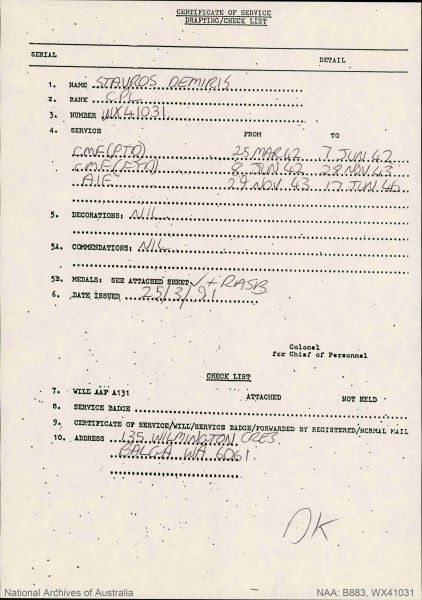 CERTIFICATE OF SERVICE
DRAFTING/CHECK LIST
SERIAL DETAIL
1. NAME STAVROS DEMIRIS
2. RANK CPL
3. NUMBER WX41031
4. SERVICE FROM TO
CMF(PTD) 25 MAR 42 7 JUN 42
CMF(FTD) 8 JUN 42 28 NOV 43
AIF 29 NOV 43 17 JUN 46
5. DECORATIONS: NIL
5A. COMMENDATIONS: NIL
5B. MEDALS: SEE ATTACHED SHEET ✓ + RASB
6. DATE ISSUED 25/3/91
Colonel
for Chief of Personnel
CHECK LIST
7. WILL AAF A131 ATTACHED NOT HELD
8. SERVICE BADGE
9. CERTIFICATE OF SERVICE/WILL/SERVICE BADGE/FORWARDED BY REGISTERED/NORMAL MAIL
10. ADDRESS 135 WILMINGTON CRES
BALGA WA 6061
National Archives of Australia NAA: B883, WX41031